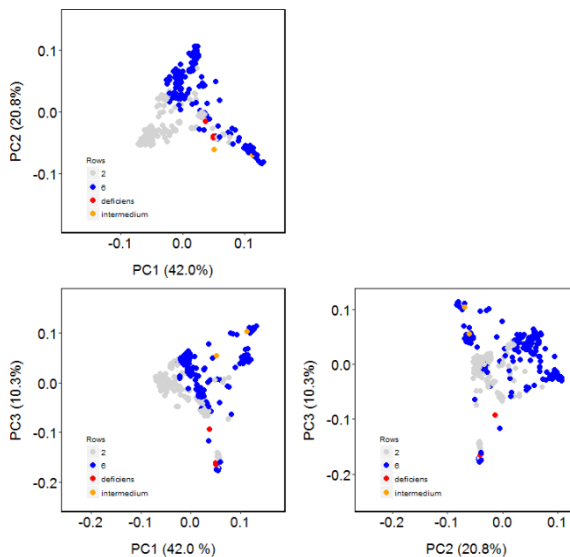 0.1
0.0
-0.1
PC2 (20.8%)
Rows
2
6
deficiens
intermedium
-0.1 0.0 0.1
PC1 (42.0%)
0.1
0.0
-0.1
-0.2
PC3 (10.3%)
Rows
2
6
deficiens
intermedium
-0.2 -0.1 0.0 0.1
PC1 (42.0 %)
0.1
0.0
-0.1
-0.2
PC3 (10.3%)
Rows
2
6
deficiens
intermedium
-0.2 -0.1 0.0 0.1
PC2 (20.8%)